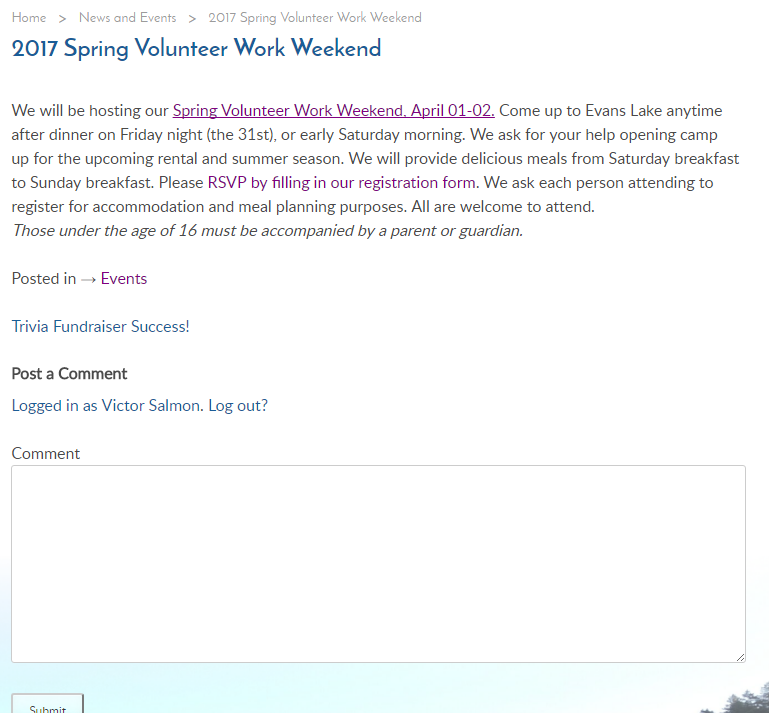 Home > News and Events > 2017 Spring Volunteer Work Weekend
2017 Spring Volunteer Work Weekend
We will be hosting our Spring Volunteer Work Weekend, April 01-02. Come up to Evans Lake anytime
after dinner on Friday night (the 31st), or early Saturday morning. We ask for your help opening camp
up for the upcoming rental and summer season. We will provide delicious meals from Saturday breakfast
to Sunday breakfast. Please RSVP by filling in our registration form. We ask each person attending to
register for accommodation and meal planning purposes. All are welcome to attend.
Those under the age of 16 must be accompanied by a parent or guardian.
Posted in → Events
Trivia Fundraiser Success!
Post a Comment
Logged in as Victor Salmon. Log out?
Comment
Submit